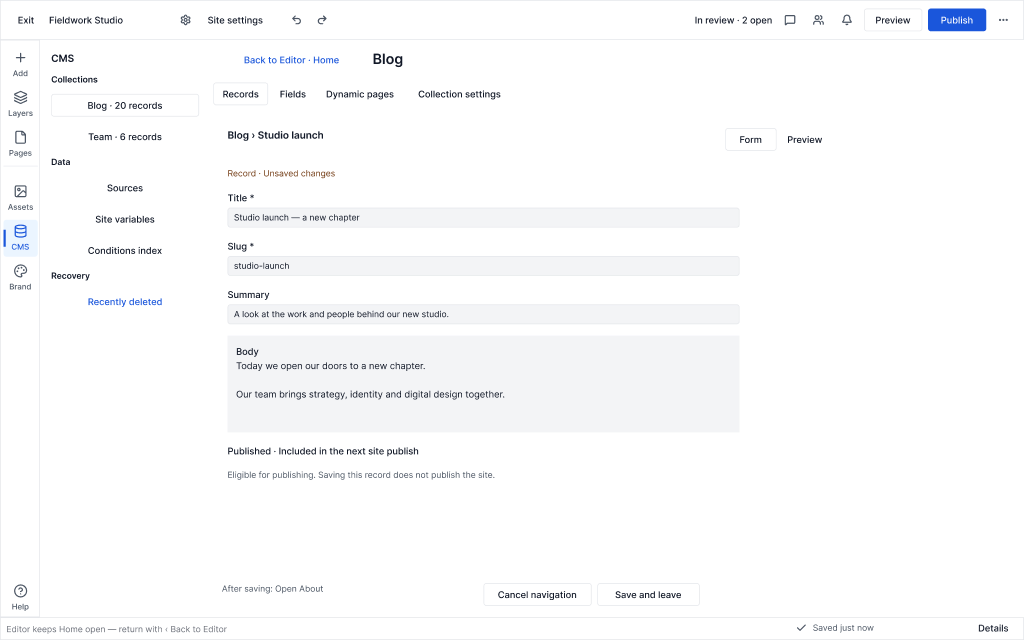 Exit Fieldwork Studio Site settings In review · 2 open Preview Publish
Add
Layers
Pages
Assets
CMS
Brand
Help
CMS
Collections
Blog · 20 records
Team · 6 records
Data
Sources
Site variables
Conditions index
Recovery
Recently deleted
Back to Editor · Home Blog
Records Fields Dynamic pages Collection settings
Blog › Studio launch Form Preview
Record · Unsaved changes
Title *
Studio launch — a new chapter
Slug *
studio-launch
Summary
A look at the work and people behind our new studio.
Body
Today we open our doors to a new chapter.
Our team brings strategy, identity and digital design together.
Published · Included in the next site publish
Eligible for publishing. Saving this record does not publish the site.
After saving: Open About Cancel navigation Save and leave
Editor keeps Home open — return with ‹ Back to Editor Saved just now Details